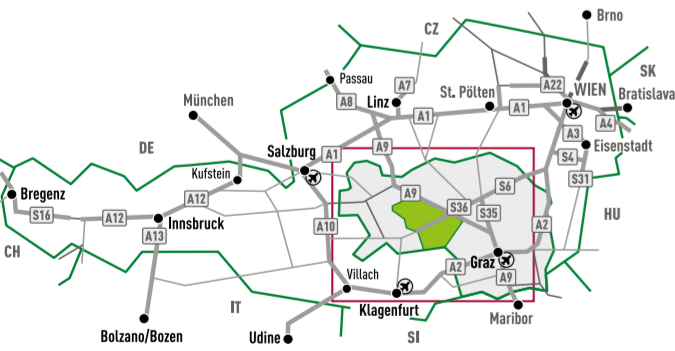 Brno
CZ
SK
Passau
A7
A22
WIEN
München
A8
Linz
St. Pölten
Bratislava
A1
A1
A4
DE
Salzburg
A1
A9
A3
Eisenstadt
S4
Kufstein
S31
Bregenz
A12
A9
S6
S16
A12
Innsbruck
S36
S35
HU
A13
A10
A2
CH
Graz
A2
Villach
A9
IT
Klagenfurt
Maribor
Bolzano/Bozen
Udine
SI